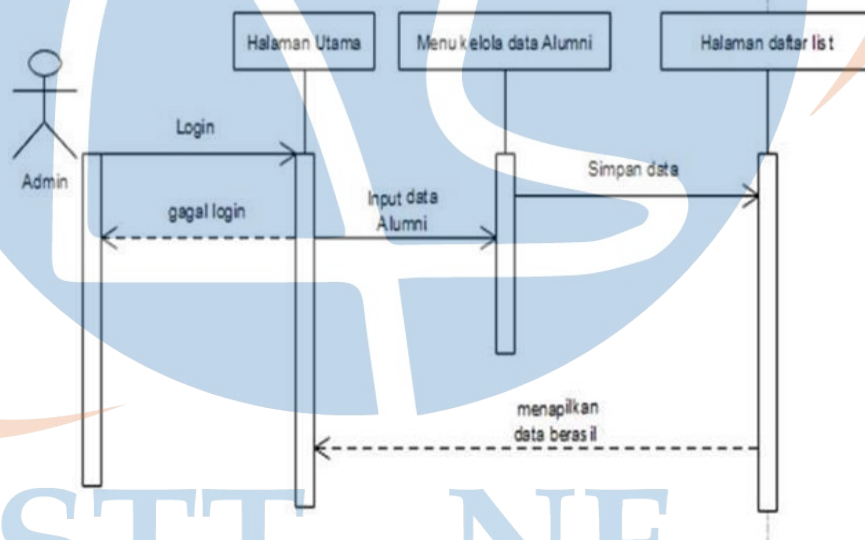 Halaman Utama
Menu kelola data Alumni
Halaman daftar list
Login
Admin
Simpan data
gagal login
Input data
Alumni
menapilkan
data berasil
STT - NF